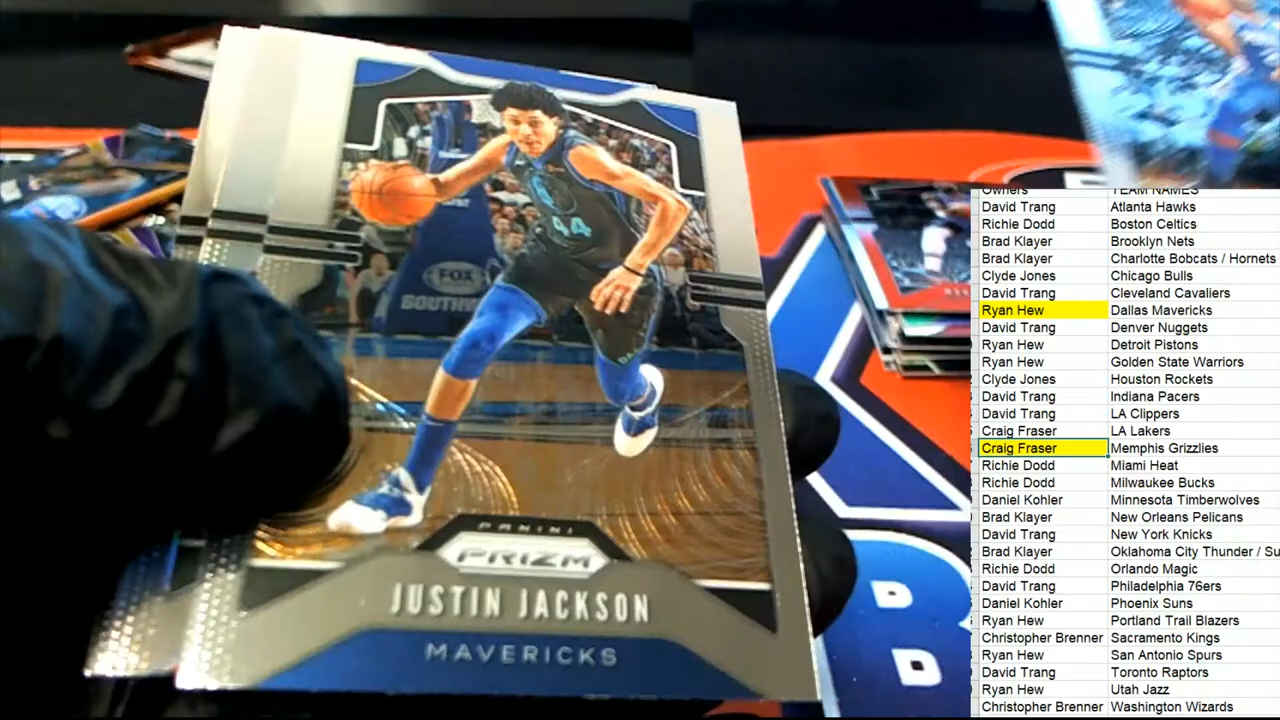 44
FOX
PANINI
PRIZM
JUSTIN JACKSON
MAVERICKS
Owners TEAM NAMES
David Trang Atlanta Hawks
Richie Dodd Boston Celtics
Brad Klayer Brooklyn Nets
Brad Klayer Charlotte Bobcats / Hornets
Clyde Jones Chicago Bulls
David Trang Cleveland Cavaliers
Ryan Hew Dallas Mavericks
David Trang Denver Nuggets
Ryan Hew Detroit Pistons
Ryan Hew Golden State Warriors
Clyde Jones Houston Rockets
David Trang Indiana Pacers
David Trang LA Clippers
Craig Fraser LA Lakers
Craig Fraser Memphis Grizzlies
Richie Dodd Miami Heat
Richie Dodd Milwaukee Bucks
Daniel Kohler Minnesota Timberwolves
Brad Klayer New Orleans Pelicans
David Trang New York Knicks
Brad Klayer Oklahoma City Thunder / Su
Richie Dodd Orlando Magic
David Trang Philadelphia 76ers
Daniel Kohler Phoenix Suns
Ryan Hew Portland Trail Blazers
Christopher Brenner Sacramento Kings
Ryan Hew San Antonio Spurs
David Trang Toronto Raptors
Ryan Hew Utah Jazz
Christopher Brenner Washington Wizards